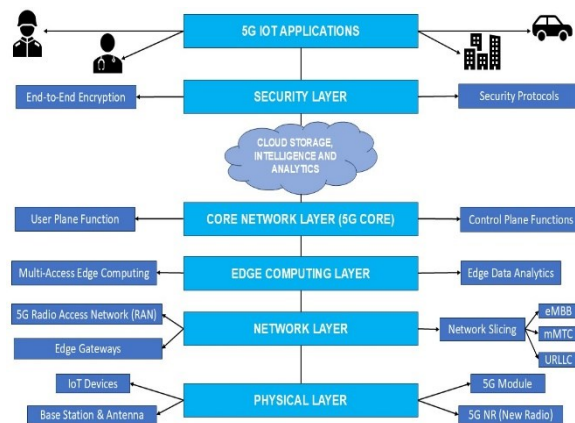 5G IOT APPLICATIONS
End-to-End Encryption
SECURITY LAYER
Security Protocols
CLOUD STORAGE,
INTELLIGENCE AND
ANALYTICS
User Plane Function
CORE NETWORK LAYER (5G CORE)
Control Plane Functions
Multi-Access Edge Computing
EDGE COMPUTING LAYER
Edge Data Analytics
5G Radio Access Network (RAN)
Edge Gateways
NETWORK LAYER
Network Slicing
eMBB
mMTC
URLLC
IoT Devices
Base Station & Antenna
PHYSICAL LAYER
5G Module
5G NR (New Radio)